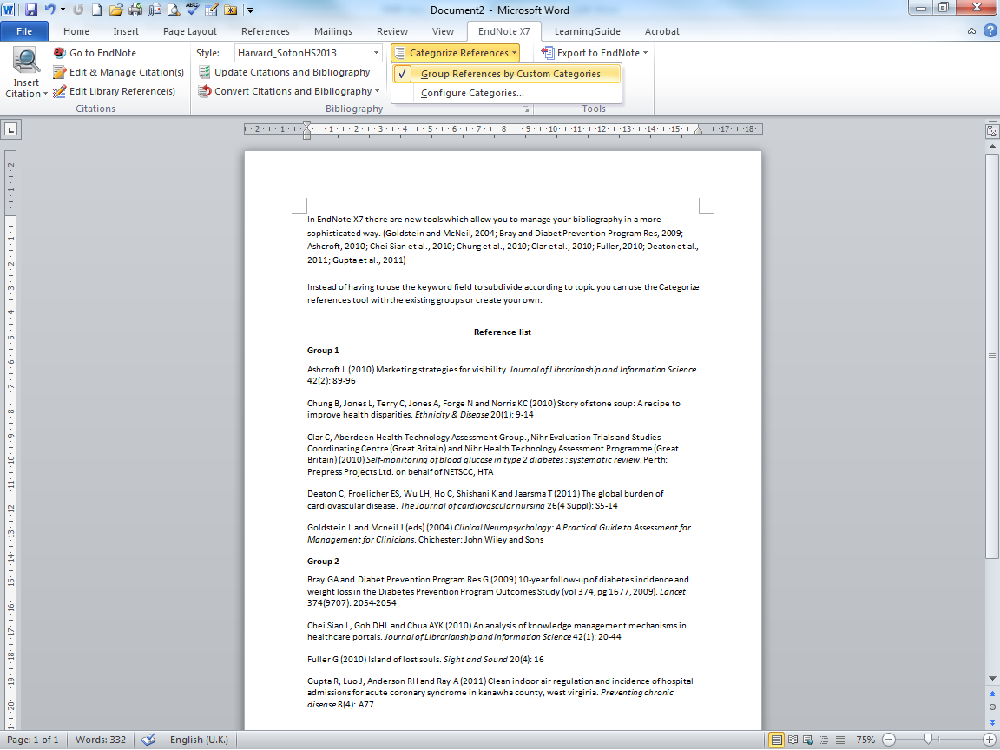 Document2 - Microsoft Word
File Home Insert Page Layout References Mailings Review View EndNote X7 LearningGuide Acrobat
Insert Citation
Go to EndNote
Edit & Manage Citation(s)
Edit Library Reference(s)
Citations
Style: Harvard_SotonHS2013
Update Citations and Bibliography
Convert Citations and Bibliography
Bibliography
Categorize References
Group References by Custom Categories
Configure Categories...
Export to EndNote
Tools
2 1 1 2 3 4 5 6 7 8 9 10 11 12 13 14 15 17 18
In EndNote X7 there are new tools which allow you to manage your bibliography in a more
sophisticated way. (Goldstein and McNeil, 2004; Bray and Diabet Prevention Program Res, 2009;
Ashcroft, 2010; Chei Sian et al., 2010; Chung et al., 2010; Clar et al., 2010; Fuller, 2010; Deaton et al.,
2011; Gupta et al., 2011)
Instead of having to use the keyword field to subdivide according to topic you can use the Categorize
references tool with the existing groups or create your own.
Reference list
Group 1
Ashcroft L (2010) Marketing strategies for visibility. Journal of Librarianship and Information Science
42(2): 89-96
Chung B, Jones L, Terry C, Jones A, Forge N and Norris KC (2010) Story of stone soup: A recipe to
improve health disparities. Ethnicity & Disease 20(1): 9-14
Clar C, Aberdeen Health Technology Assessment Group., Nihr Evaluation Trials and Studies
Coordinating Centre (Great Britain) and Nihr Health Technology Assessment Programme (Great
Britain) (2010) Self-monitoring of blood glucose in type 2 diabetes : systematic review. Perth:
Prepress Projects Ltd. on behalf of NETSCC, HTA
Deaton C, Froelicher ES, Wu LH, Ho C, Shishani K and Jaarsma T (2011) The global burden of
cardiovascular disease. The Journal of cardiovascular nursing 26(4 Suppl): S5-14
Goldstein L and Mcneil J (eds) (2004) Clinical Neuropsychology: A Practical Guide to Assessment for
Management for Clinicians. Chichester: John Wiley and Sons
Group 2
Bray GA and Diabet Prevention Program Res G (2009) 10-year follow-up of diabetes incidence and
weight loss in the Diabetes Prevention Program Outcomes Study (vol 374, pg 1677, 2009). Lancet
374(9707): 2054-2054
Chei Sian L, Goh DHL and Chua AYK (2010) An analysis of knowledge management mechanisms in
healthcare portals. Journal of Librarianship and Information Science 42(1): 20-44
Fuller G (2010) Island of lost souls. Sight and Sound 20(4): 16
Gupta R, Luo J, Anderson RH and Ray A (2011) Clean indoor air regulation and incidence of hospital
admissions for acute coronary syndrome in kanawha county, west virginia. Preventing chronic
disease 8(4): A77
Page: 1 of 1 Words: 332 English (U.K.) 75%